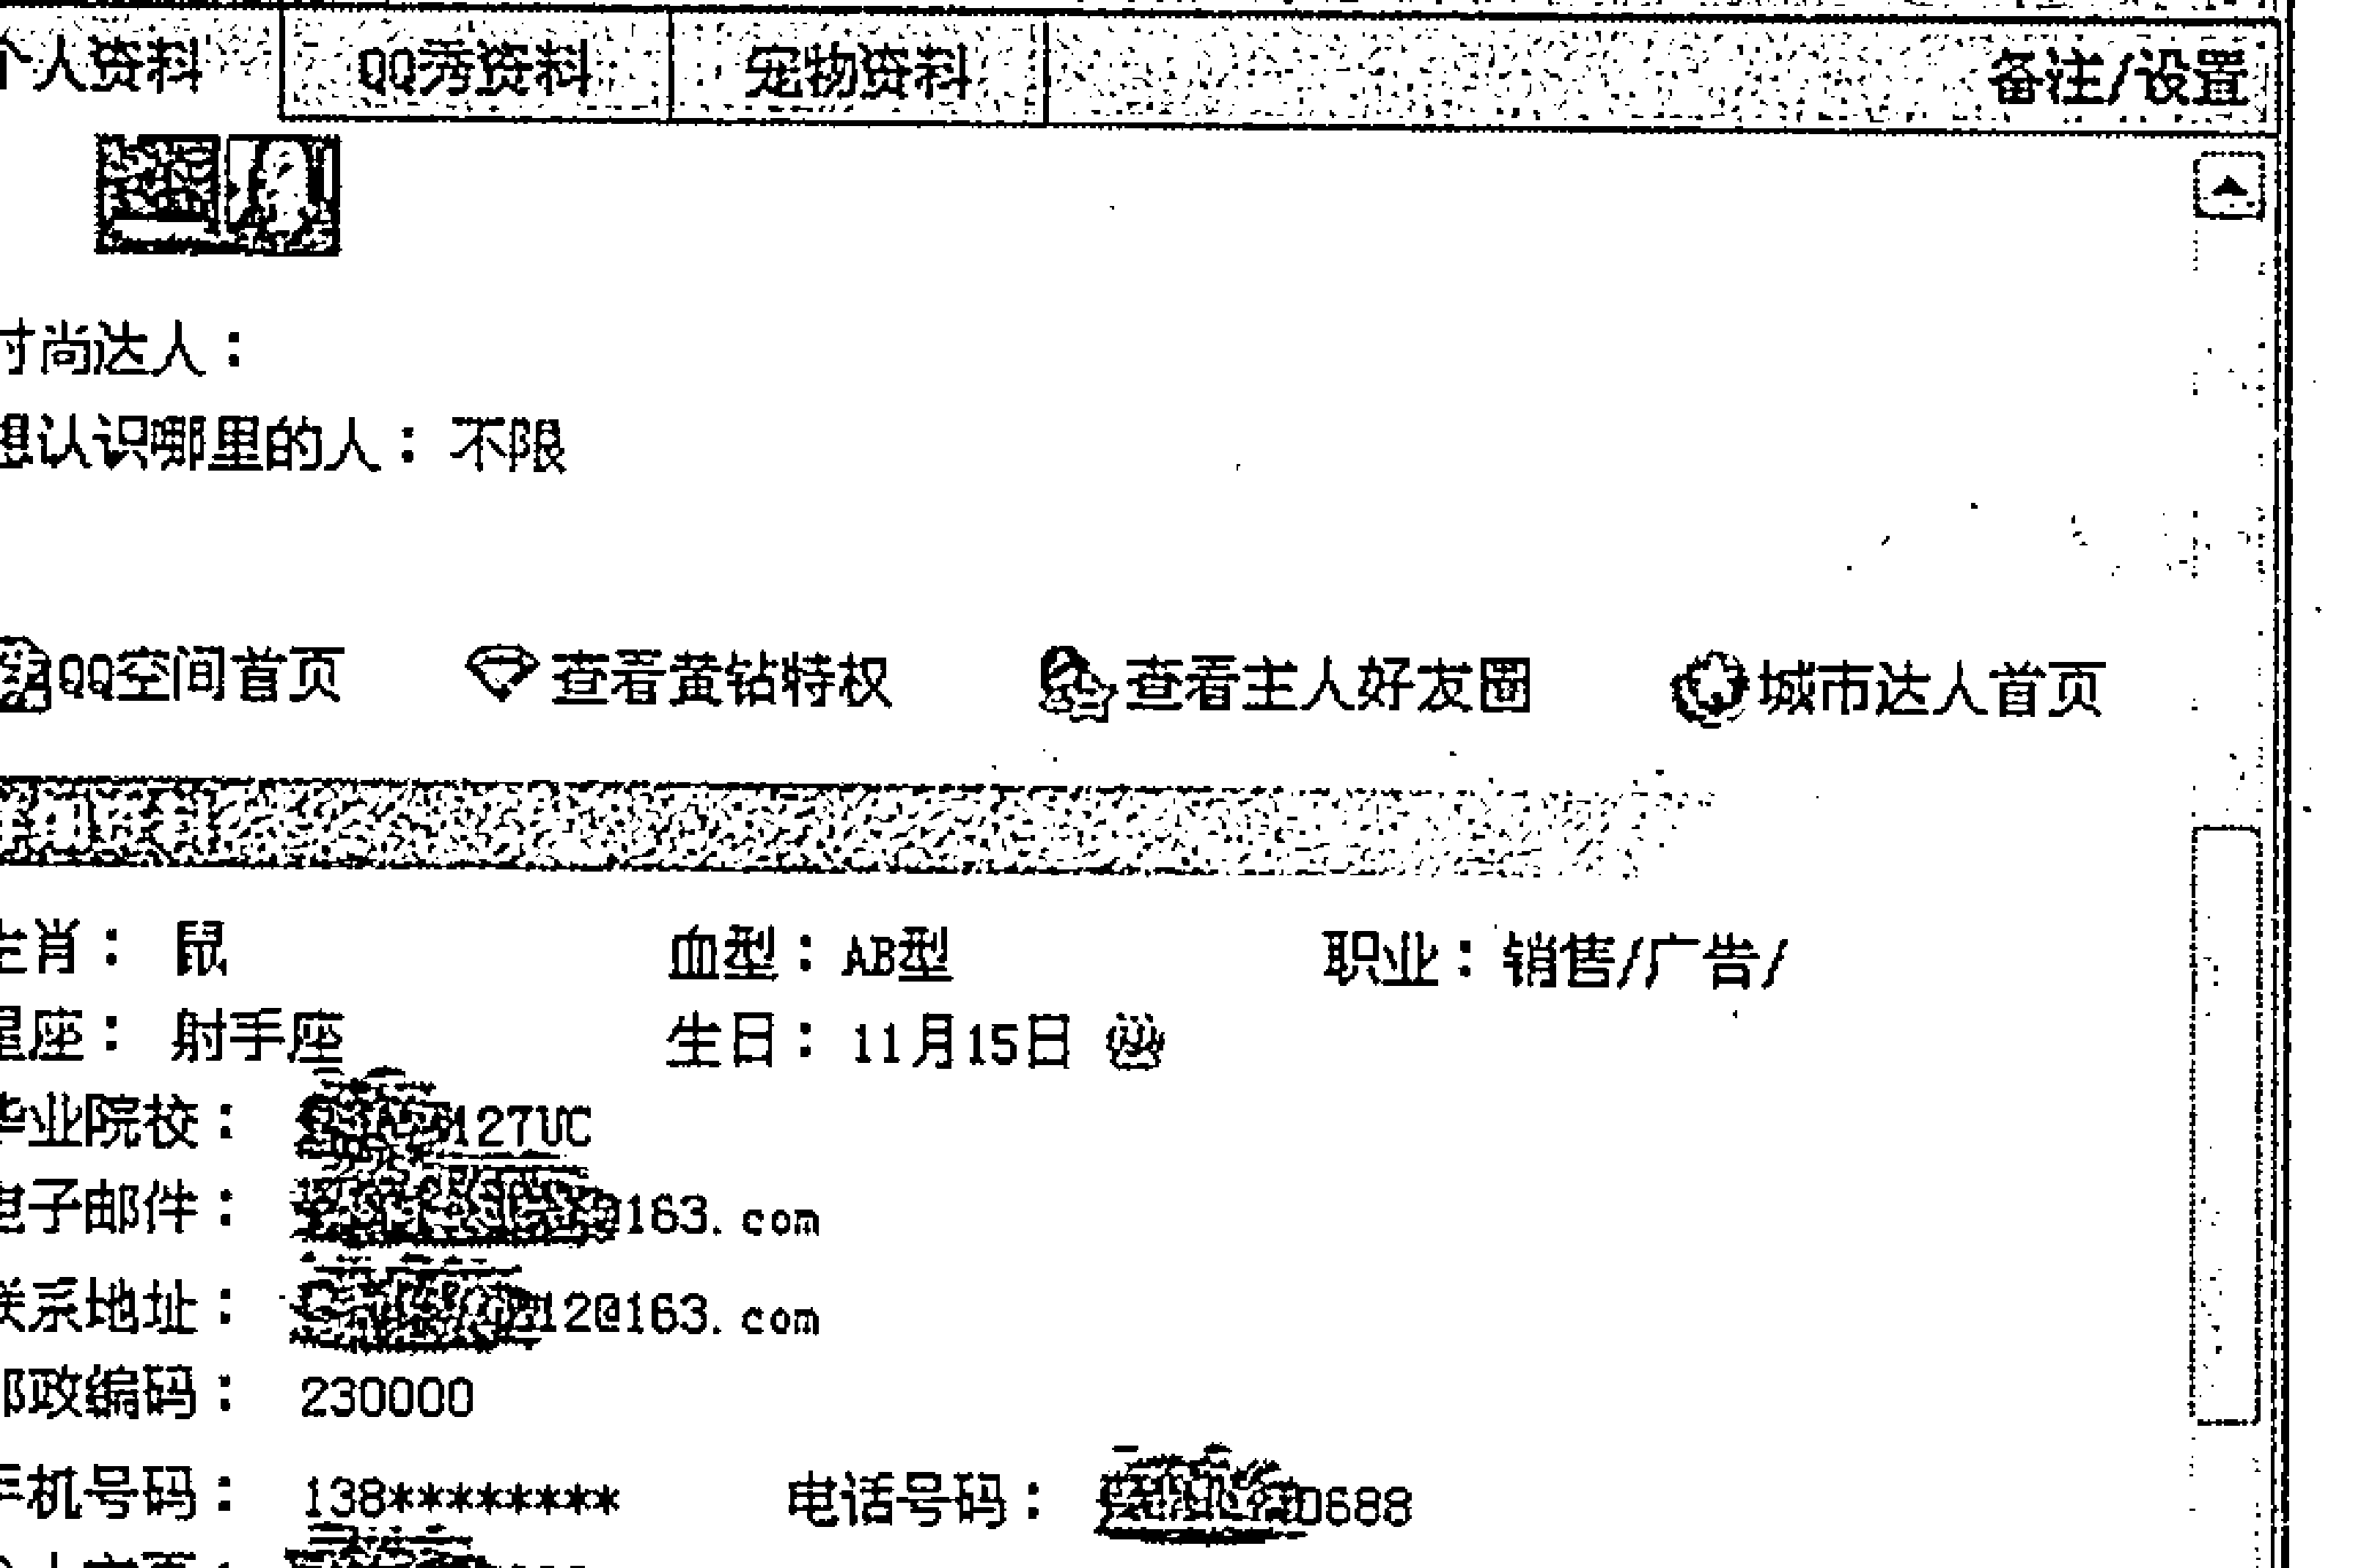 个人资料 QQ秀资料 宠物资料 备注/设置
时尚达人：
想认识哪里的人：不限
QQ空间首页 查看黄钻特权 查看主人好友圈 城市达人首页
生肖： 鼠 血型：AB型 职业：销售/广告/
星座： 射手座 生日：11月15日
毕业院校： 127UC
电子邮件： @163.com
联系地址： 12@163.com
邮政编码： 230000
手机号码： 138******** 电话号码： 0688